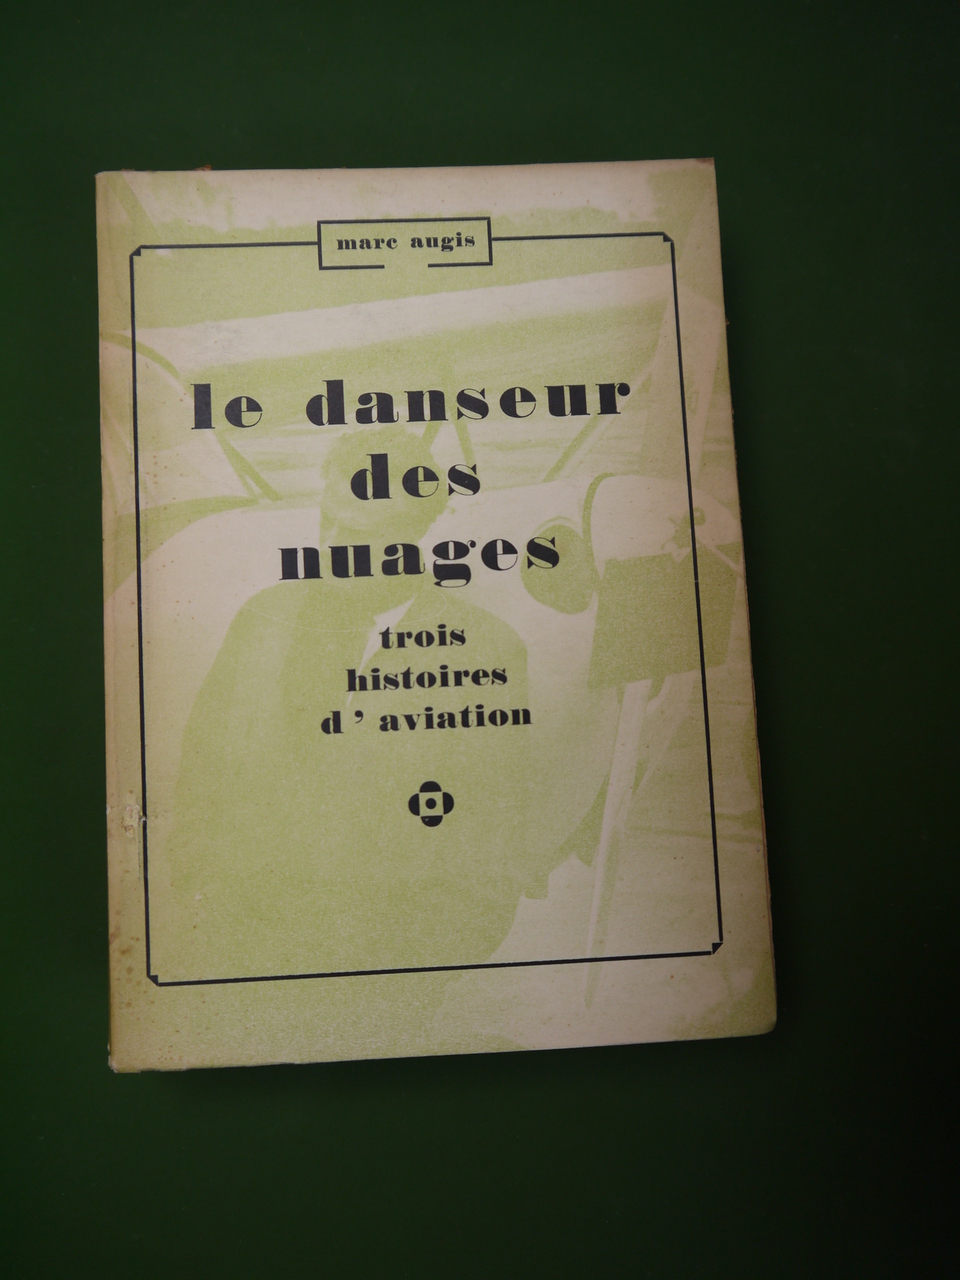 marc augis
le danseur
des
nuages
trois
histoires
d' aviation